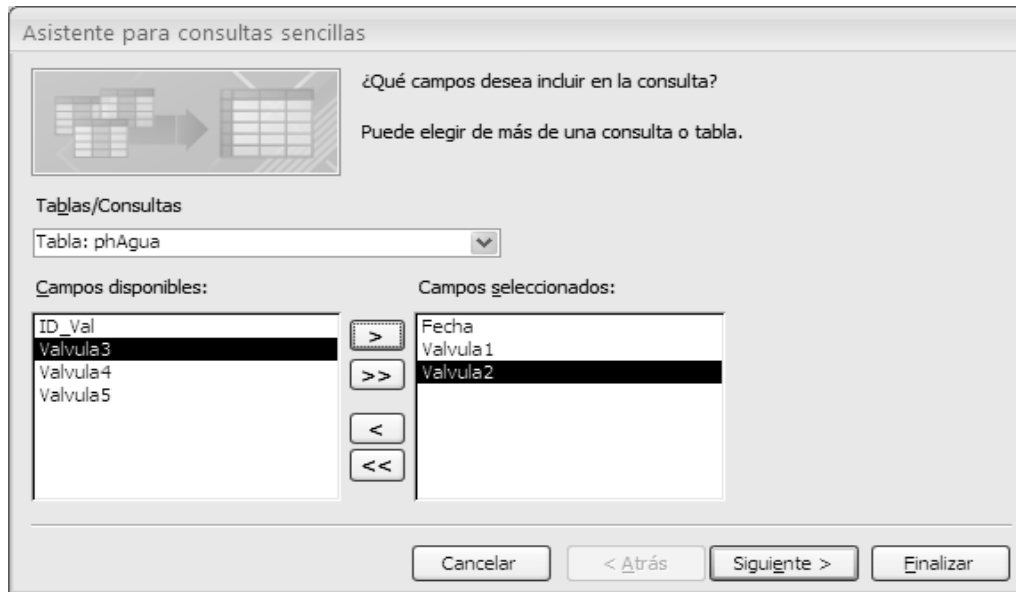 Asistente para consultas sencillas
¿Qué campos desea incluir en la consulta?
Puede elegir de más de una consulta o tabla.
Tablas/Consultas
Tabla: phAgua
Campos disponibles:
ID_Val
Valvula3
Valvula4
Valvula5
>
>>
<
<<
Campos seleccionados:
Fecha
Valvula1
Valvula2
Cancelar
< Atrás
Siguiente >
Finalizar